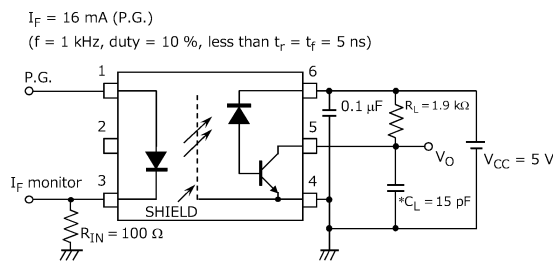 I_F = 16 mA (P.G.)
(f = 1 kHz, duty = 10 %, less than t_r = t_f = 5 ns)
P.G.
1
6
0.1 μF
R_L = 1.9 kΩ
2
5
V_O
V_CC = 5 V
I_F monitor
3
4
SHIELD
*C_L = 15 pF
R_IN = 100 Ω